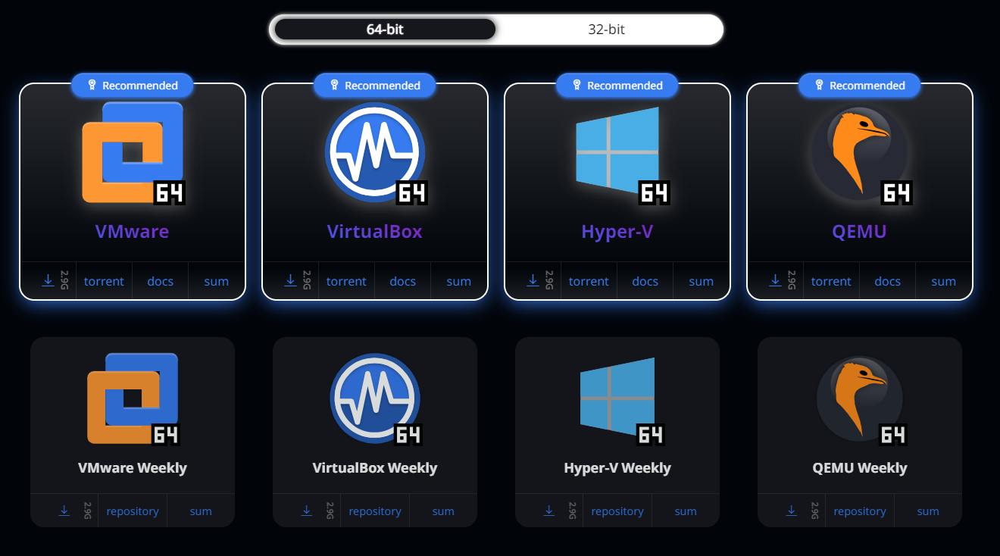 64-bit 32-bit
Recommended Recommended Recommended Recommended
64 64 64 64
VMware VirtualBox Hyper-V QEMU
2.9G torrent docs sum 2.9G torrent docs sum 2.9G torrent docs sum 2.9G torrent docs sum
64 64 64 64
VMware Weekly VirtualBox Weekly Hyper-V Weekly QEMU Weekly
2.9G repository sum 2.9G repository sum 2.9G repository sum 2.9G repository sum